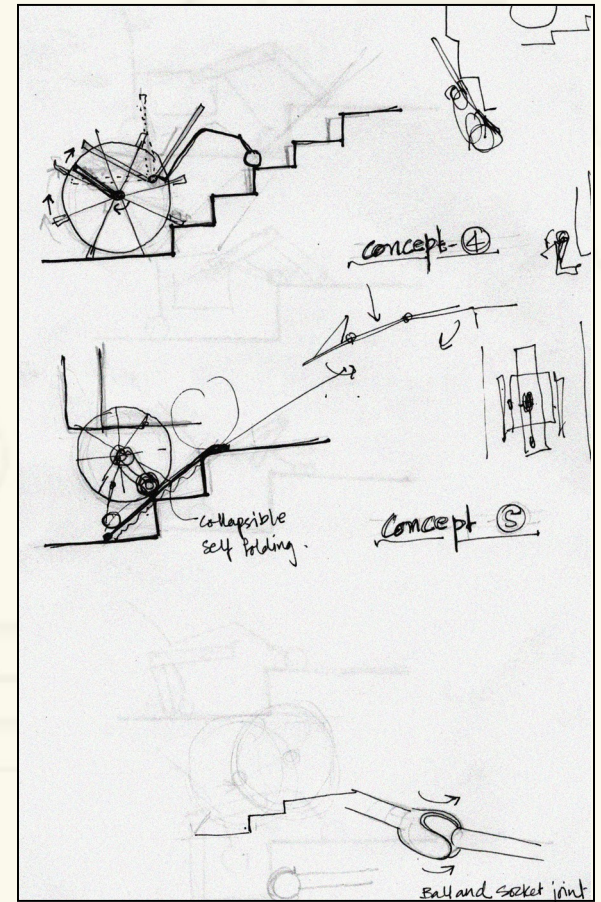 concept-④
collapsible
self folding.
Concept ⑤
Ball and socket joint